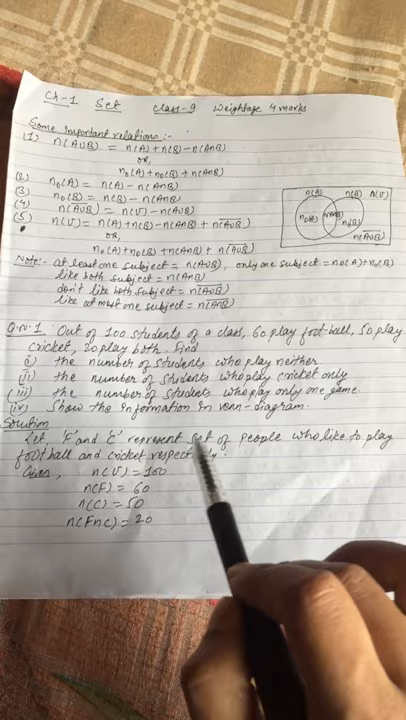 Ch-1 Set Class-9 Weightage 4 marks
Some Important relations :-
(1) n(AUB) = n(A) + n(B) - n(A∩B)
or,
n₀(A) + n₀(B) + n(A∩B)
(2) n₀(A) = n(A) - n(A∩B)
(3) n₀(B) = n(B) - n(A∩B)
(4) n(A̅U̅B̅) = n(U) - n(AUB)
(5) n(U) = n(A) + n(B) - n(A∩B) + n(A̅U̅B̅)
or,
n₀(A) + n₀(B) + n(A∩B) + n(A̅U̅B̅)
n(A) n(B) n(U)
n₀(A) n(A∩B) n₀(B)
n(A̅U̅B̅)
Note:- at least one subject = n(AUB), only one subject = n₀(A)+n₀(B)
like both subject = n(A∩B)
don't like both subject = n(A̅U̅B̅)
like at most one subject = n(A̅∩̅B̅)
Q.N.1 Out of 100 students of a class, 60 play foot-ball, 50 play
cricket, 20 play both. Find
(i) the number of students who play neither
(ii) the number of students who play cricket only
(iii) the number of students who play only one game.
(iv) Show the information in venn-diagram.
Solution
Let, 'F' and 'C' represent set of people who like to play
foot ball and cricket respectively.
Given, n(U) = 100
n(F) = 60
n(C) = 50
n(F∩C) = 20